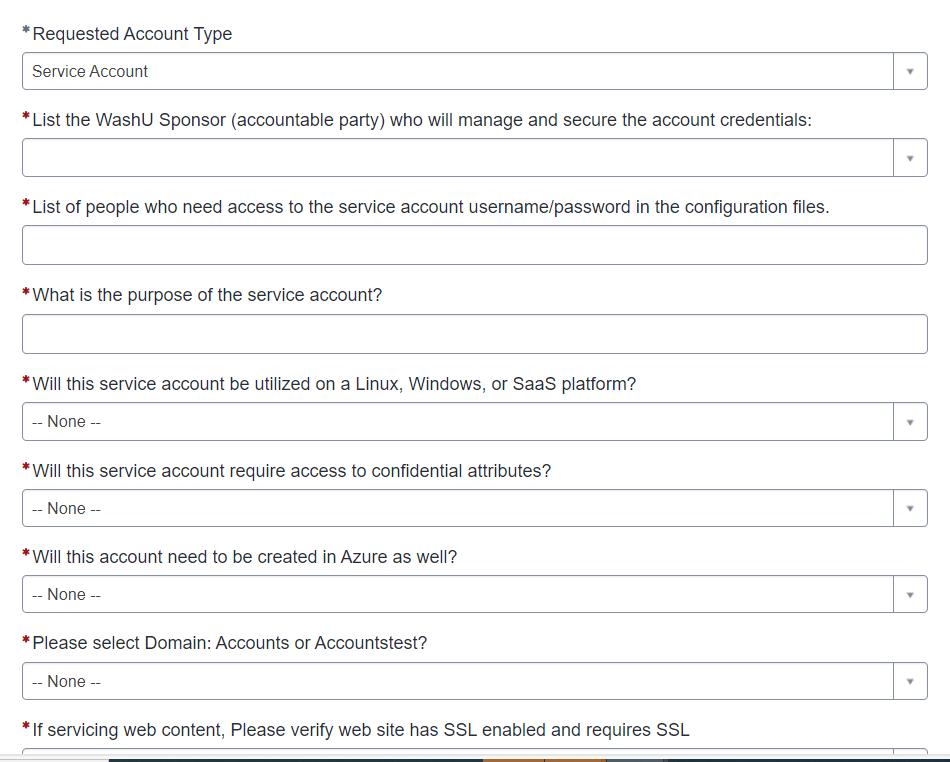 *Requested Account Type
Service Account
*List the WashU Sponsor (accountable party) who will manage and secure the account credentials:
*List of people who need access to the service account username/password in the configuration files.
*What is the purpose of the service account?
*Will this service account be utilized on a Linux, Windows, or SaaS platform?
-- None --
*Will this service account require access to confidential attributes?
-- None --
*Will this account need to be created in Azure as well?
-- None --
*Please select Domain: Accounts or Accountstest?
-- None --
*If servicing web content, Please verify web site has SSL enabled and requires SSL